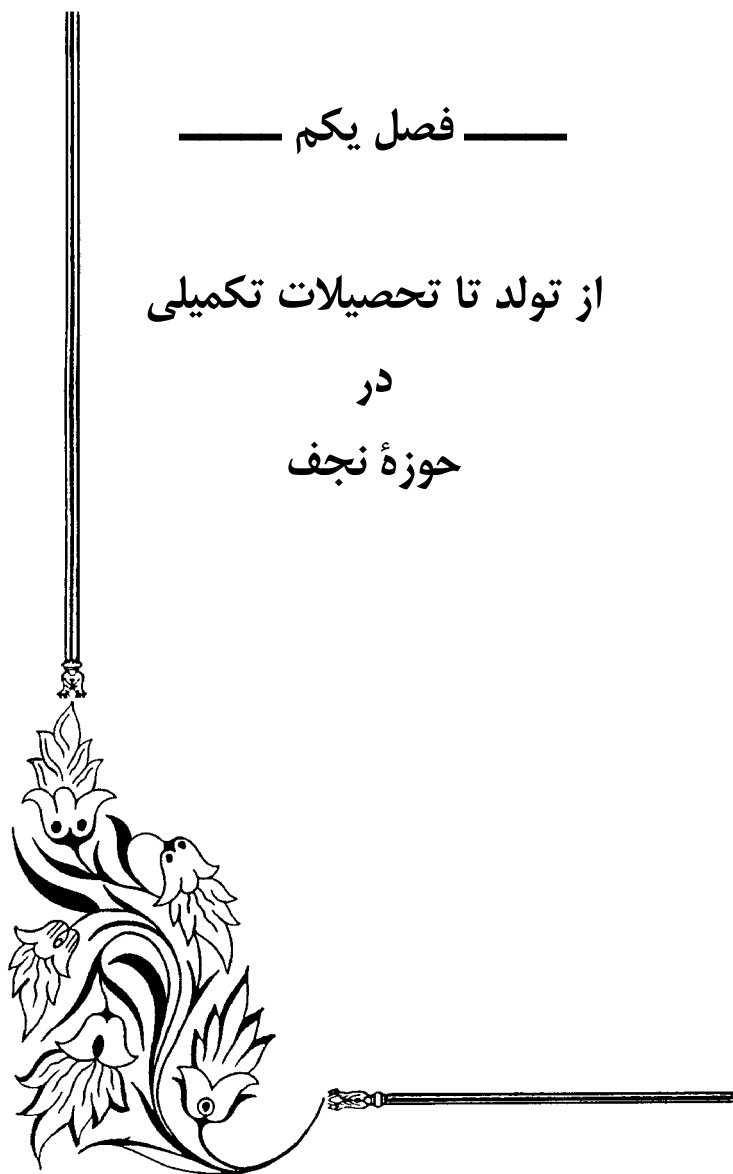 فصل یکم
از تولد تا تحصیلات تکمیلی
در
حوزهٔ نجف